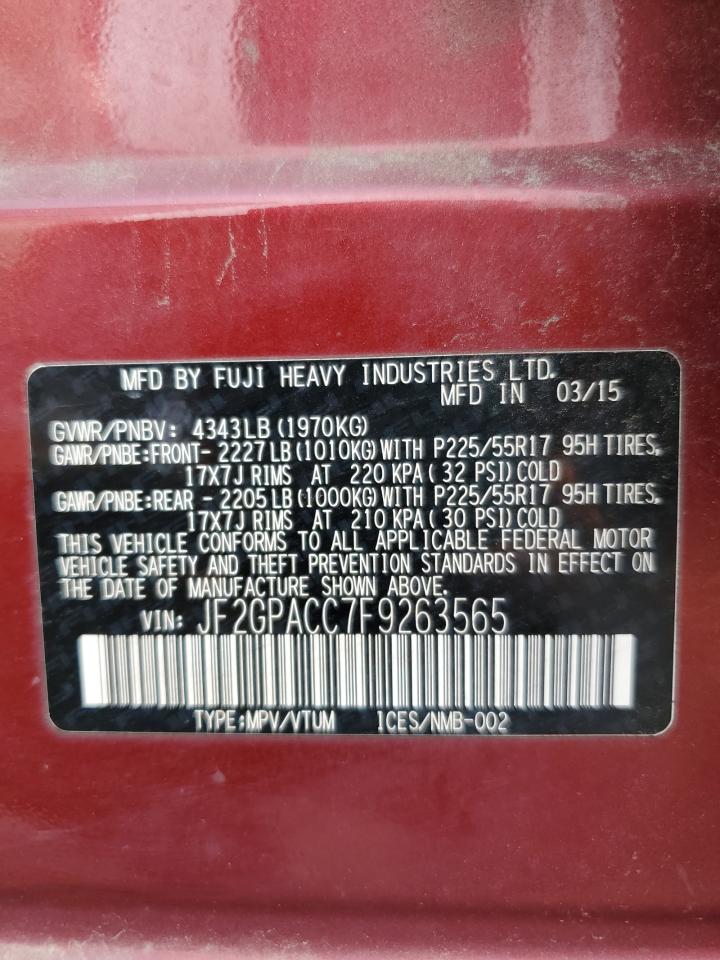 MFD BY FUJI HEAVY INDUSTRIES LTD.
MFD IN 03/15
GVWR/PNBV: 4343LB (1970KG)
GAWR/PNBE:FRONT- 2227LB (1010KG) WITH P225/55R17 95H TIRES,
17X7J RIMS AT 220 KPA( 32 PSI) COLD
GAWR/PNBE:REAR - 2205LB (1000KG) WITH P225/55R17 95H TIRES,
17X7J RIMS AT 210 KPA( 30 PSI) COLD
THIS VEHICLE CONFORMS TO ALL APPLICABLE FEDERAL MOTOR
VEHICLE SAFETY AND THEFT PREVENTION STANDARDS IN EFFECT ON
THE DATE OF MANUFACTURE SHOWN ABOVE.
VIN: JF2GPACC7F9263565
TYPE:MPV/VTUM ICES/NMB-002